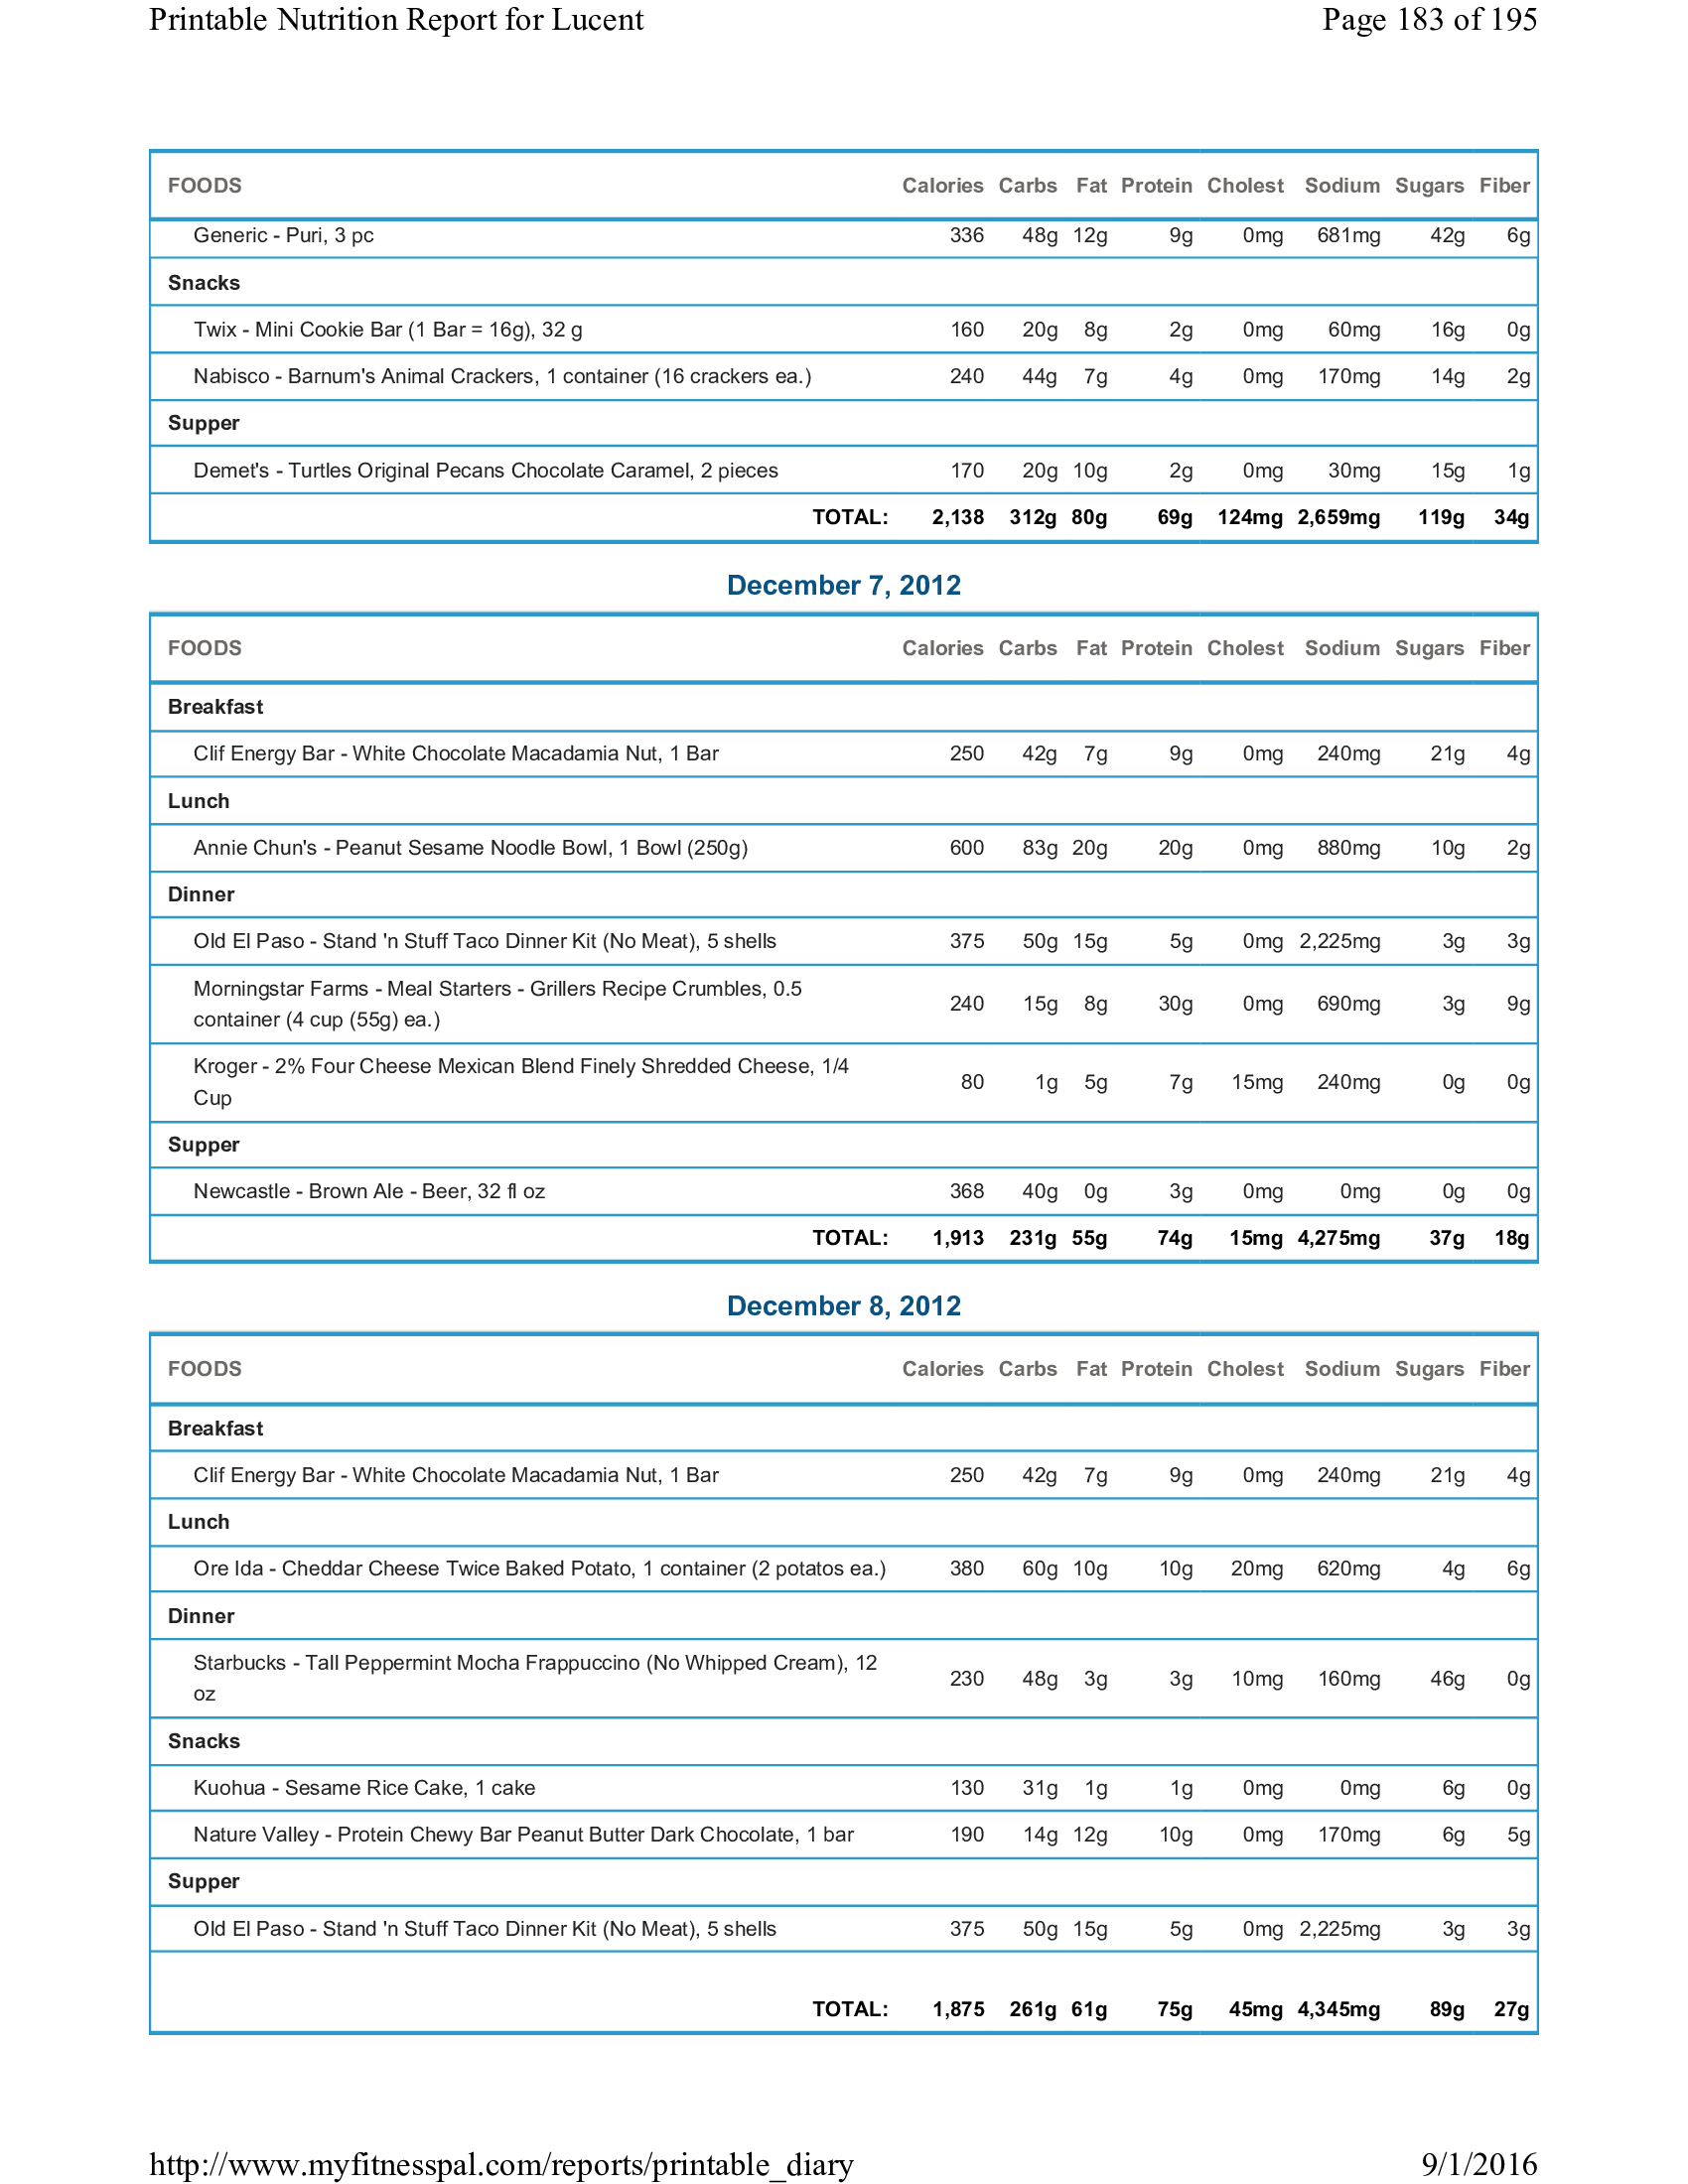 Printable Nutrition Report for Lucent Page 183 of 195
FOODS Calories Carbs Fat Protein Cholest Sodium Sugars Fiber
Generic - Puri, 3 pc 336 48g 12g 9g 0mg 681mg 42g 6g
Snacks
Twix - Mini Cookie Bar (1 Bar = 16g), 32 g 160 20g 8g 2g 0mg 60mg 16g 0g
Nabisco - Barnum's Animal Crackers, 1 container (16 crackers ea.) 240 44g 7g 4g 0mg 170mg 14g 2g
Supper
Demet's - Turtles Original Pecans Chocolate Caramel, 2 pieces 170 20g 10g 2g 0mg 30mg 15g 1g
TOTAL: 2,138 312g 80g 69g 124mg 2,659mg 119g 34g
December 7, 2012
FOODS Calories Carbs Fat Protein Cholest Sodium Sugars Fiber
Breakfast
Clif Energy Bar - White Chocolate Macadamia Nut, 1 Bar 250 42g 7g 9g 0mg 240mg 21g 4g
Lunch
Annie Chun's - Peanut Sesame Noodle Bowl, 1 Bowl (250g) 600 83g 20g 20g 0mg 880mg 10g 2g
Dinner
Old El Paso - Stand 'n Stuff Taco Dinner Kit (No Meat), 5 shells 375 50g 15g 5g 0mg 2,225mg 3g 3g
Morningstar Farms - Meal Starters - Grillers Recipe Crumbles, 0.5
container (4 cup (55g) ea.) 240 15g 8g 30g 0mg 690mg 3g 9g
Kroger - 2% Four Cheese Mexican Blend Finely Shredded Cheese, 1/4
Cup 80 1g 5g 7g 15mg 240mg 0g 0g
Supper
Newcastle - Brown Ale - Beer, 32 fl oz 368 40g 0g 3g 0mg 0mg 0g 0g
TOTAL: 1,913 231g 55g 74g 15mg 4,275mg 37g 18g
December 8, 2012
FOODS Calories Carbs Fat Protein Cholest Sodium Sugars Fiber
Breakfast
Clif Energy Bar - White Chocolate Macadamia Nut, 1 Bar 250 42g 7g 9g 0mg 240mg 21g 4g
Lunch
Ore Ida - Cheddar Cheese Twice Baked Potato, 1 container (2 potatos ea.) 380 60g 10g 10g 20mg 620mg 4g 6g
Dinner
Starbucks - Tall Peppermint Mocha Frappuccino (No Whipped Cream), 12
oz 230 48g 3g 3g 10mg 160mg 46g 0g
Snacks
Kuohua - Sesame Rice Cake, 1 cake 130 31g 1g 1g 0mg 0mg 6g 0g
Nature Valley - Protein Chewy Bar Peanut Butter Dark Chocolate, 1 bar 190 14g 12g 10g 0mg 170mg 6g 5g
Supper
Old El Paso - Stand 'n Stuff Taco Dinner Kit (No Meat), 5 shells 375 50g 15g 5g 0mg 2,225mg 3g 3g
TOTAL: 1,875 261g 61g 75g 45mg 4,345mg 89g 27g
http://www.myfitnesspal.com/reports/printable_diary 9/1/2016